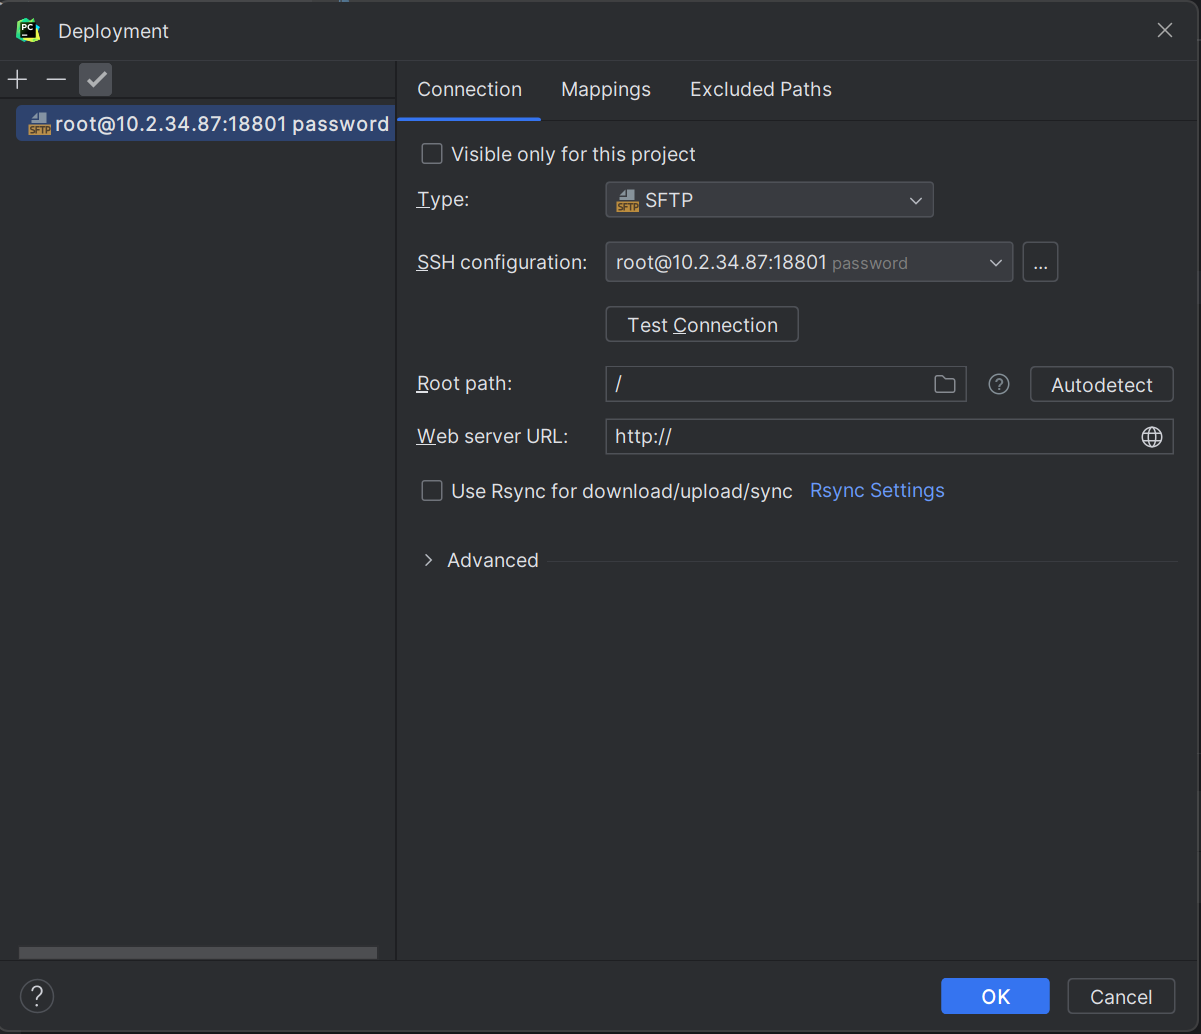 PC
Deployment
SFTP root@10.2.34.87:18801 password
Connection Mappings Excluded Paths
Visible only for this project
Type: SFTP SFTP
SSH configuration: root@10.2.34.87:18801 password ...
Test Connection
Root path: / ? Autodetect
Web server URL: http://
Use Rsync for download/upload/sync Rsync Settings
Advanced
? OK Cancel